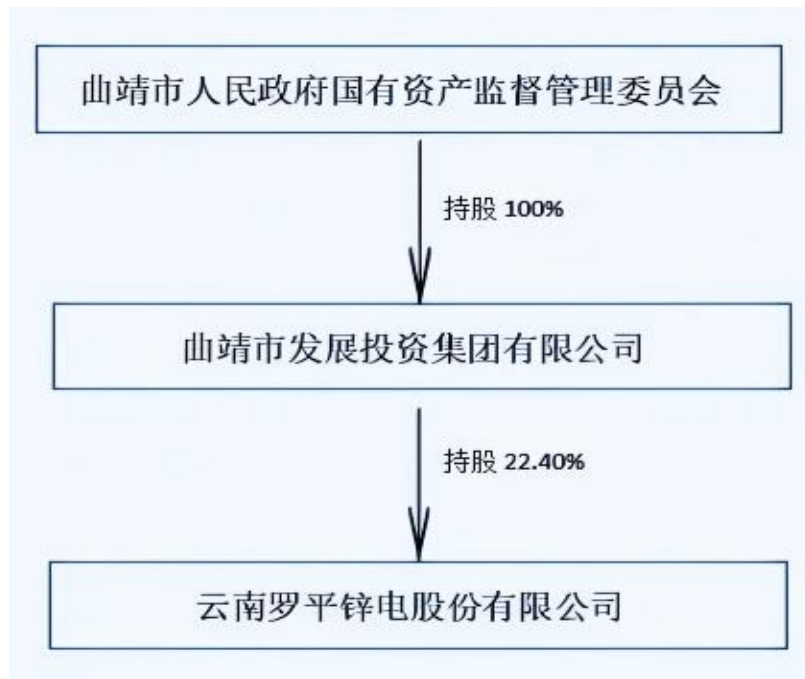 曲靖市人民政府国有资产监督管理委员会
持股 100%
曲靖市发展投资集团有限公司
持股 22.40%
云南罗平锌电股份有限公司